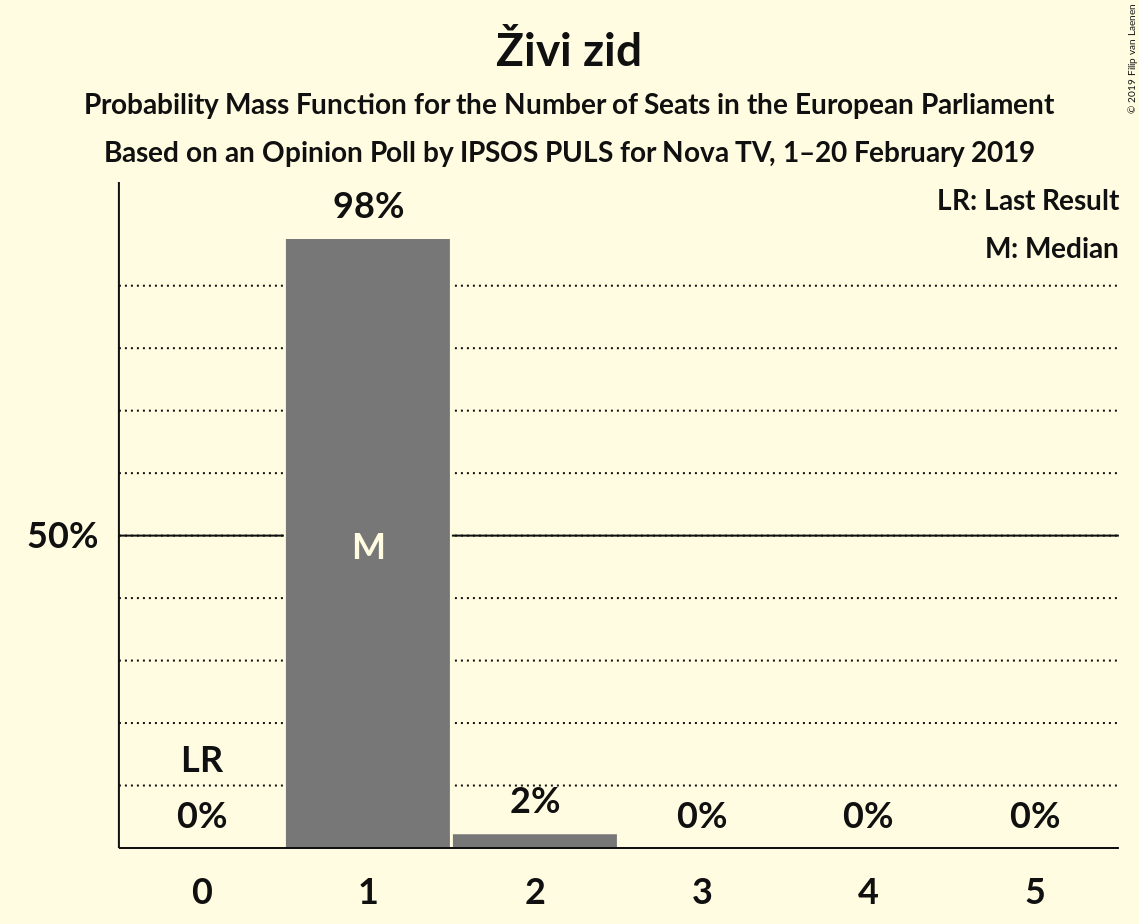 Živi zid
Probability Mass Function for the Number of Seats in the European Parliament
Based on an Opinion Poll by IPSOS PULS for Nova TV, 1–20 February 2019
© 2019 Filip van Laenen
LR: Last Result
M: Median
98%
50%
M
LR
0%
2%
0%
0%
0%
0 1 2 3 4 5